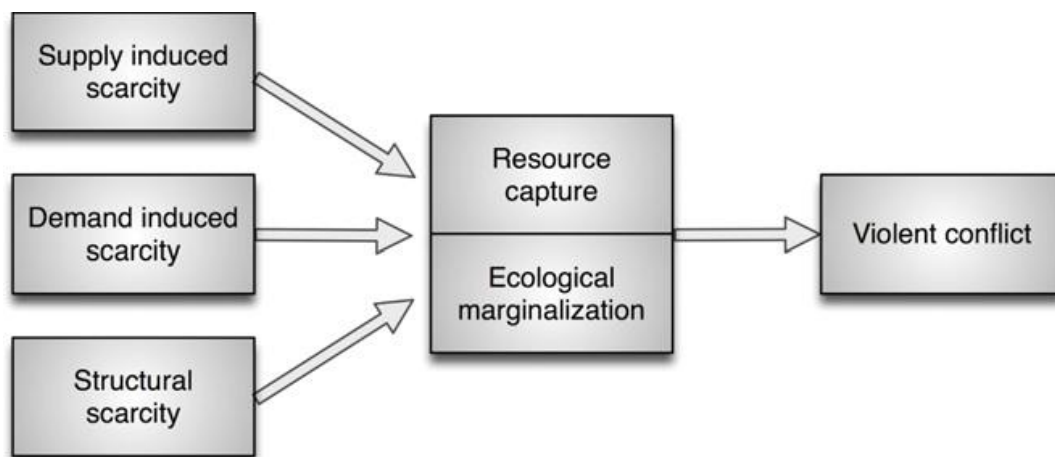 Supply induced
scarcity
Demand induced
scarcity
Structural
scarcity
Resource
capture
Ecological
marginalization
Violent conflict